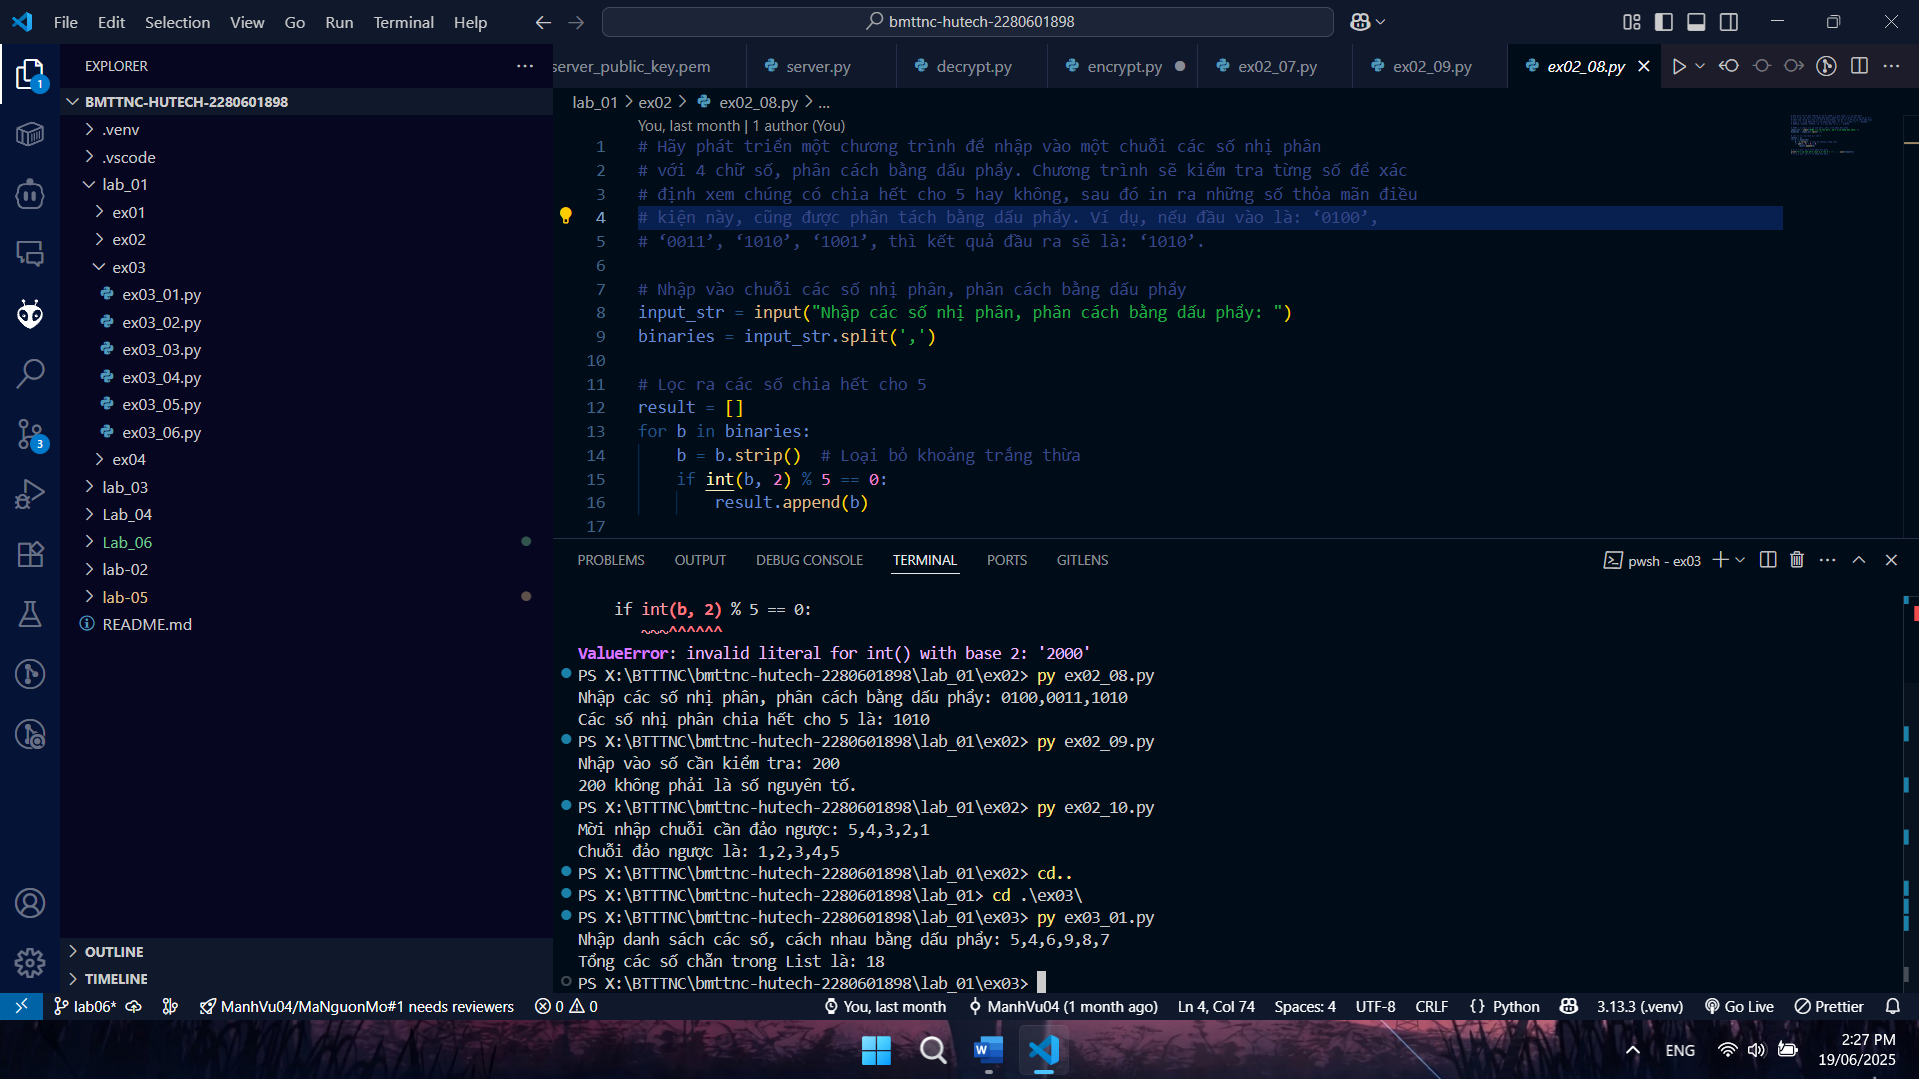 File Edit Selection View Go Run Terminal Help
bmttnc-hutech-2280601898
EXPLORER
server_public_key.pem server.py decrypt.py encrypt.py ex02_07.py ex02_09.py ex02_08.py
BMTTNC-HUTECH-2280601898
.venv
.vscode
lab_01
ex01
ex02
ex03
ex03_01.py
ex03_02.py
ex03_03.py
ex03_04.py
ex03_05.py
ex03_06.py
ex04
lab_03
Lab_04
Lab_06
lab-02
lab-05
README.md
OUTLINE
TIMELINE
1
3
lab_01 > ex02 > ex02_08.py > ...
You, last month | 1 author (You)
1 # Hãy phát triển một chương trình để nhập vào một chuỗi các số nhị phân
2 # với 4 chữ số, phân cách bằng dấu phẩy. Chương trình sẽ kiểm tra từng số để xác
3 # định xem chúng có chia hết cho 5 hay không, sau đó in ra những số thỏa mãn điều
4 # kiện này, cũng được phân tách bằng dấu phẩy. Ví dụ, nếu đầu vào là: ‘0100’,
5 # ‘0011’, ‘1010’, ‘1001’, thì kết quả đầu ra sẽ là: ‘1010’.
6
7 # Nhập vào chuỗi các số nhị phân, phân cách bằng dấu phẩy
8 input_str = input("Nhập các số nhị phân, phân cách bằng dấu phẩy: ")
9 binaries = input_str.split(',')
10
11 # Lọc ra các số chia hết cho 5
12 result = []
13 for b in binaries:
14 b = b.strip() # Loại bỏ khoảng trắng thừa
15 if int(b, 2) % 5 == 0:
16 result.append(b)
17
PROBLEMS OUTPUT DEBUG CONSOLE TERMINAL PORTS GITLENS
pwsh - ex03
if int(b, 2) % 5 == 0:
~~~^^^^^^
ValueError: invalid literal for int() with base 2: '2000'
PS X:\BTTTNC\bmttnc-hutech-2280601898\lab_01\ex02> py ex02_08.py
Nhập các số nhị phân, phân cách bằng dấu phẩy: 0100,0011,1010
Các số nhị phân chia hết cho 5 là: 1010
PS X:\BTTTNC\bmttnc-hutech-2280601898\lab_01\ex02> py ex02_09.py
Nhập vào số cần kiểm tra: 200
200 không phải là số nguyên tố.
PS X:\BTTTNC\bmttnc-hutech-2280601898\lab_01\ex02> py ex02_10.py
Mời nhập chuỗi cần đảo ngược: 5,4,3,2,1
Chuỗi đảo ngược là: 1,2,3,4,5
PS X:\BTTTNC\bmttnc-hutech-2280601898\lab_01\ex02> cd..
PS X:\BTTTNC\bmttnc-hutech-2280601898\lab_01> cd .\ex03\
PS X:\BTTTNC\bmttnc-hutech-2280601898\lab_01\ex03> py ex03_01.py
Nhập danh sách các số, cách nhau bằng dấu phẩy: 5,4,6,9,8,7
Tổng các số chẵn trong List là: 18
PS X:\BTTTNC\bmttnc-hutech-2280601898\lab_01\ex03>
lab06* ManhVu04/MaNguonMo#1 needs reviewers 0 0 You, last month ManhVu04 (1 month ago) Ln 4, Col 74 Spaces: 4 UTF-8 CRLF {} Python 3.13.3 (.venv) Go Live Prettier
ENG 2:27 PM
19/06/2025